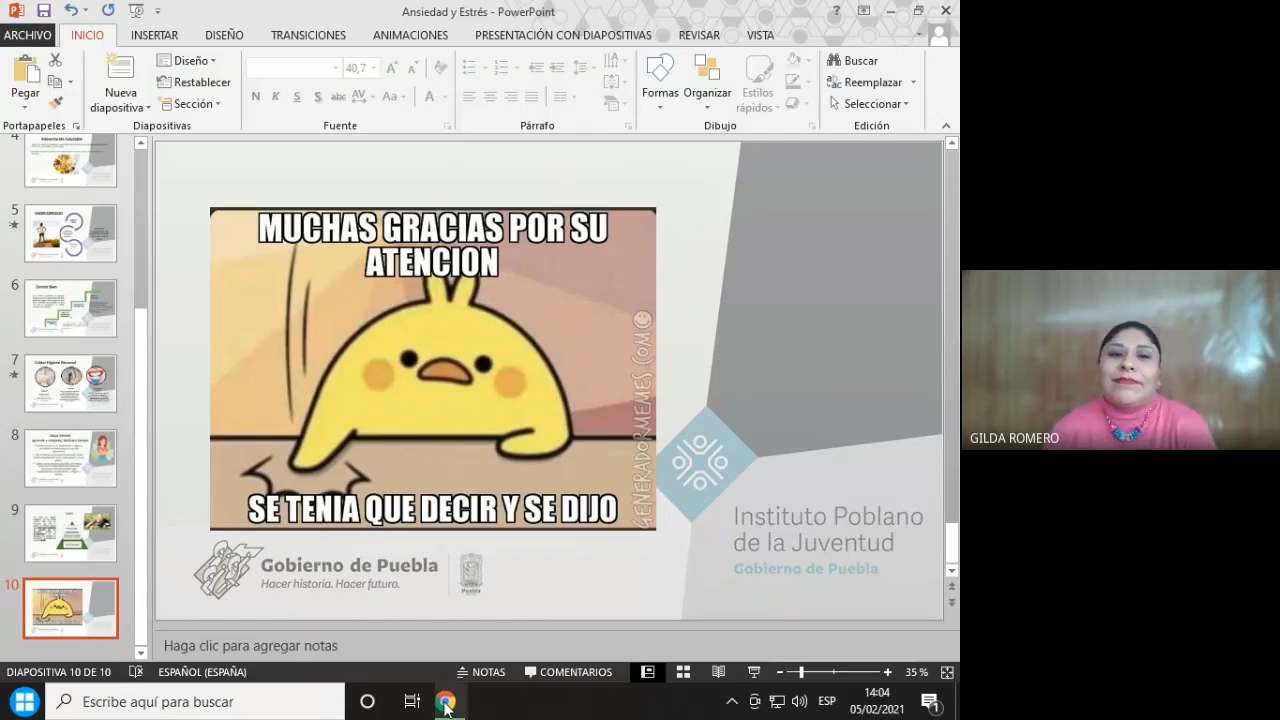 Ansiedad y Estrés - PowerPoint
ARCHIVO INICIO INSERTAR DISEÑO TRANSICIONES ANIMACIONES PRESENTACIÓN CON DIAPOSITIVAS REVISAR VISTA
Pegar
Nueva diapositiva
Diseño
Restablecer
Sección
40,7
N K S S abc AV Aa A
Formas Organizar Estilos rápidos
Buscar
Reemplazar
Seleccionar
Portapapeles Diapositivas Fuente Párrafo Dibujo Edición
4
5
6
7
8
9
10
MUCHAS GRACIAS POR SU
ATENCION
GENERADORMEMES.COM
SE TENIA QUE DECIR Y SE DIJO
Gobierno de Puebla
Hacer historia. Hacer futuro.
Puebla
Instituto Poblano
de la Juventud
Gobierno de Puebla
GILDA ROMERO
Haga clic para agregar notas
DIAPOSITIVA 10 DE 10 ESPAÑOL (ESPAÑA) NOTAS COMENTARIOS 35 %
Escribe aquí para buscar
ESP
14:04
05/02/2021
1